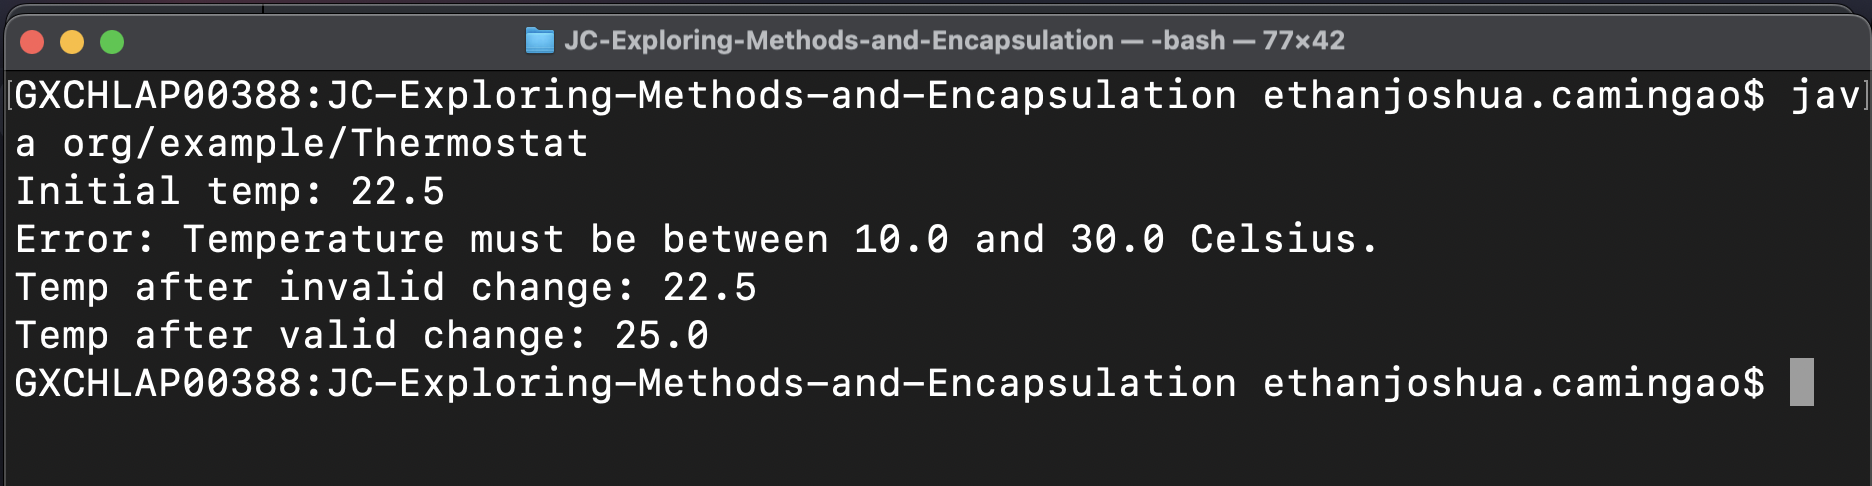 JC-Exploring-Methods-and-Encapsulation — -bash — 77×42
[GXCHLAP00388:JC-Exploring-Methods-and-Encapsulation ethanjoshua.camingao$ jav]
a org/example/Thermostat
Initial temp: 22.5
Error: Temperature must be between 10.0 and 30.0 Celsius.
Temp after invalid change: 22.5
Temp after valid change: 25.0
GXCHLAP00388:JC-Exploring-Methods-and-Encapsulation ethanjoshua.camingao$